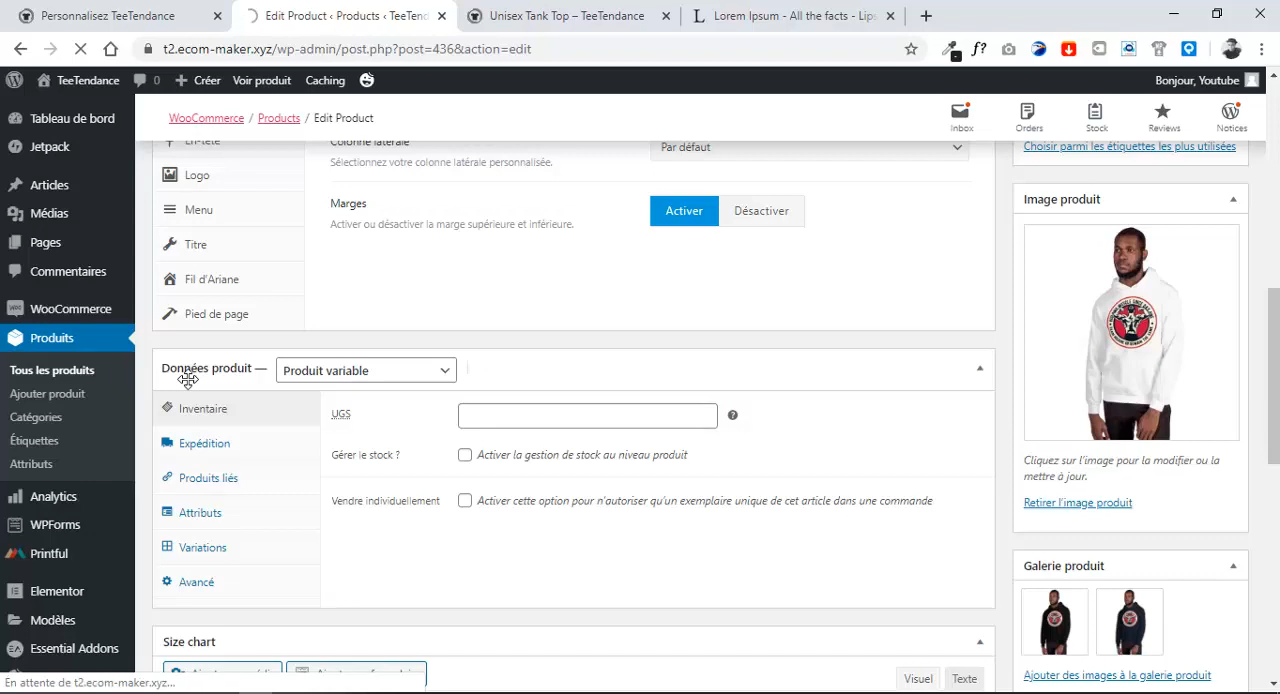 Personnalisez TeeTendance
Edit Product ‹ Products ‹ TeeTend
Unisex Tank Top – TeeTendance
Lorem Ipsum - All the facts - Lips
t2.ecom-maker.xyz/wp-admin/post.php?post=436&action=edit
TeeTendance
0
Créer
Voir produit
Caching
Bonjour, Youtube
Tableau de bord
Jetpack
Articles
Médias
Pages
Commentaires
WooCommerce
Produits
Tous les produits
Ajouter produit
Catégories
Étiquettes
Attributs
Analytics
WPForms
Printful
Elementor
Modèles
Essential Addons
WooCommerce / Products / Edit Product
Inbox
Orders
Stock
Reviews
Notices
En-tête
Logo
Menu
Titre
Fil d'Ariane
Pied de page
Colonne latérale
Sélectionnez votre colonne latérale personnalisée.
Par défaut
Marges
Activer ou désactiver la marge supérieure et inférieure.
Activer
Désactiver
Données produit —
Produit variable
Inventaire
Expédition
Produits liés
Attributs
Variations
Avancé
UGS
Gérer le stock ?
Activer la gestion de stock au niveau produit
Vendre individuellement
Activer cette option pour n'autoriser qu'un exemplaire unique de cet article dans une commande
Size chart
Visuel
Texte
Choisir parmi les étiquettes les plus utilisées
Image produit
Cliquez sur l'image pour la modifier ou la
mettre à jour.
Retirer l'image produit
Galerie produit
Ajouter des images à la galerie produit
En attente de t2.ecom-maker.xyz...